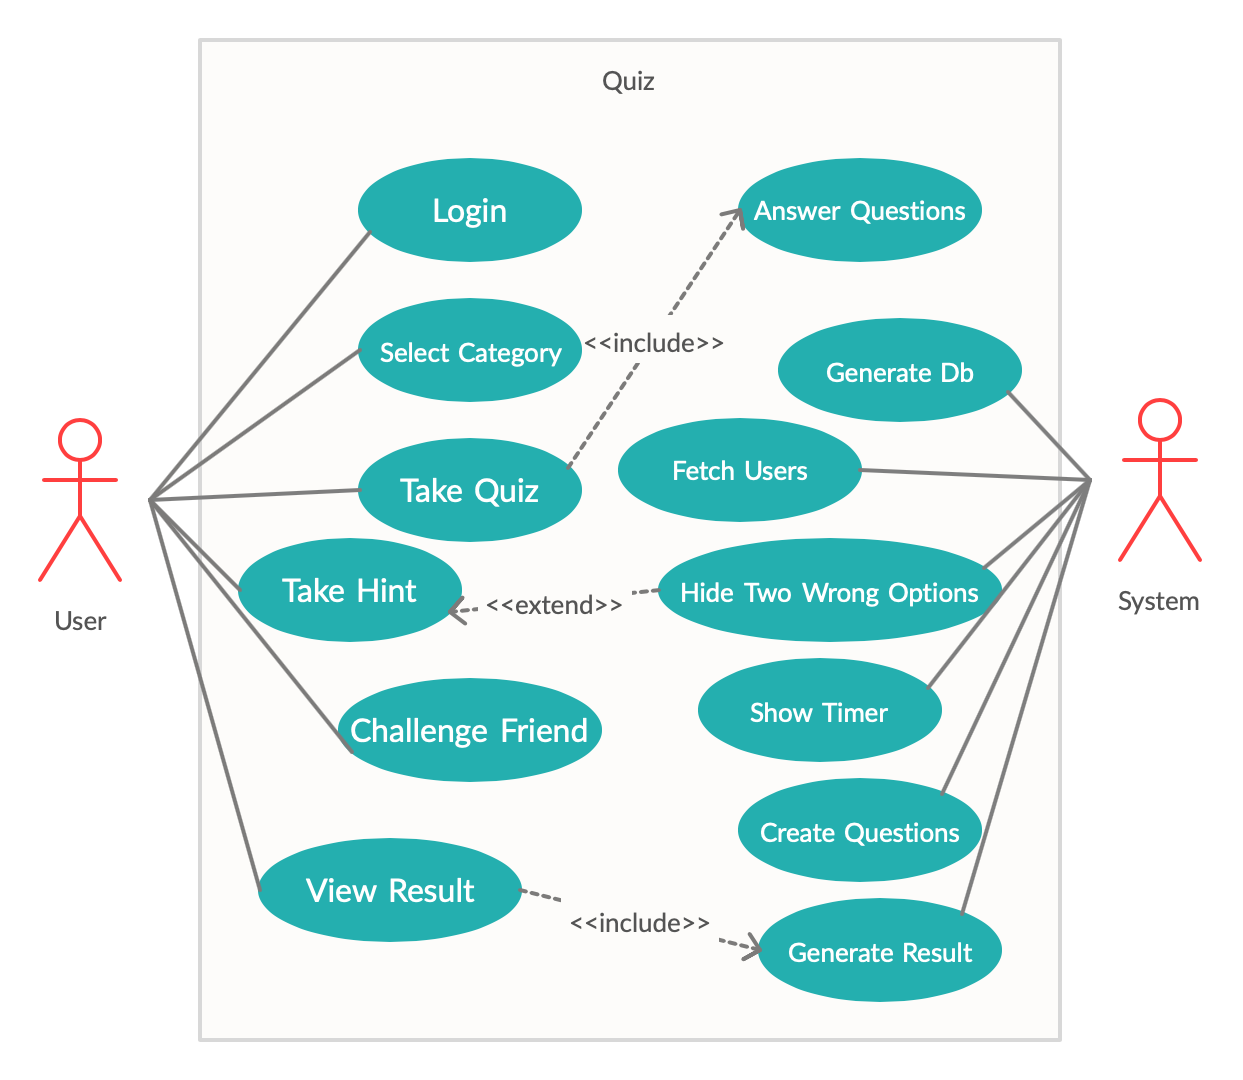 Quiz
Login
Answer Questions
Select Category
<<include>>
Generate Db
Fetch Users
Take Quiz
Take Hint
<<extend>>
Hide Two Wrong Options
User
System
Show Timer
Challenge Friend
Create Questions
View Result
<<include>>
Generate Result